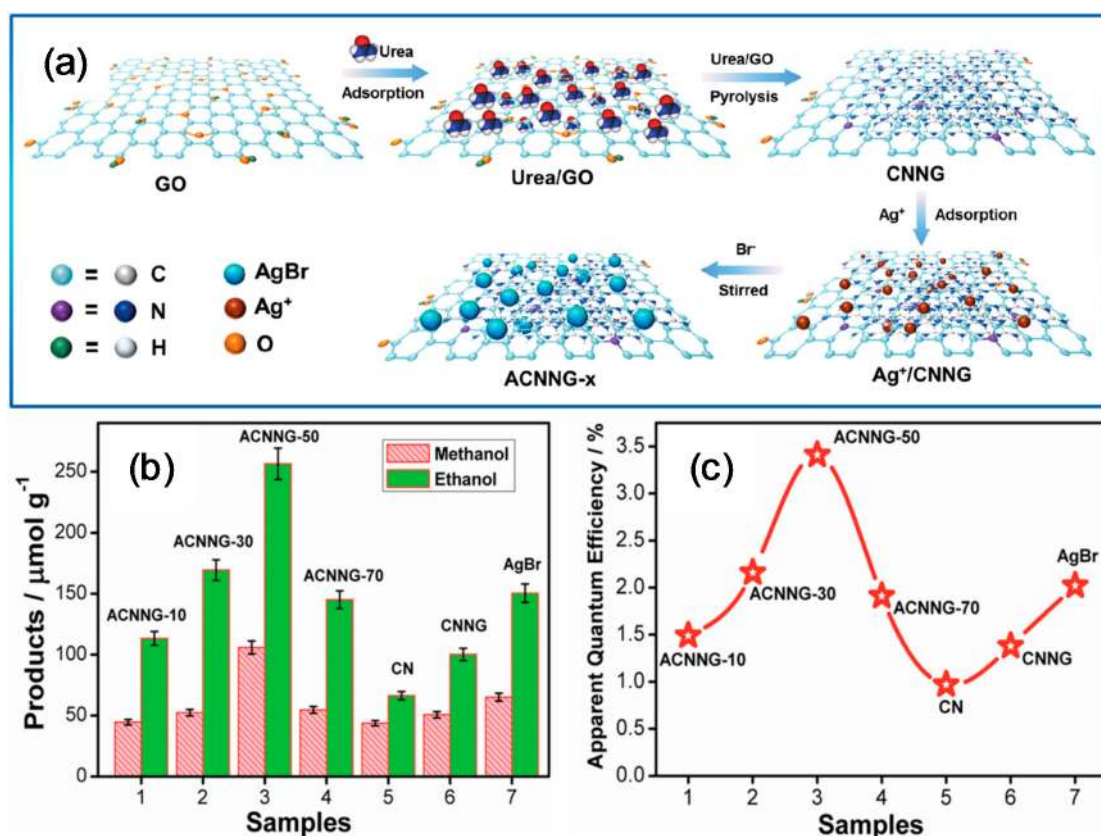 (a)
Urea
Adsorption
Urea/GO
Pyrolysis
GO
Urea/GO
CNNG
Ag⁺ Adsorption
Br⁻
Stirred
= C
= N
= H
AgBr
Ag⁺
O
ACNNG-x
Ag⁺/CNNG
(b)
Products / μmol g⁻¹
250
200
150
100
50
0
ACNNG-10
ACNNG-30
ACNNG-50
ACNNG-70
CN
CNNG
AgBr
Methanol
Ethanol
1 2 3 4 5 6 7
Samples
(c)
Apparent Quantum Efficiency / %
3.5
3.0
2.5
2.0
1.5
1.0
0.5
0.0
ACNNG-10
ACNNG-30
ACNNG-50
ACNNG-70
CN
CNNG
AgBr
1 2 3 4 5 6 7
Samples